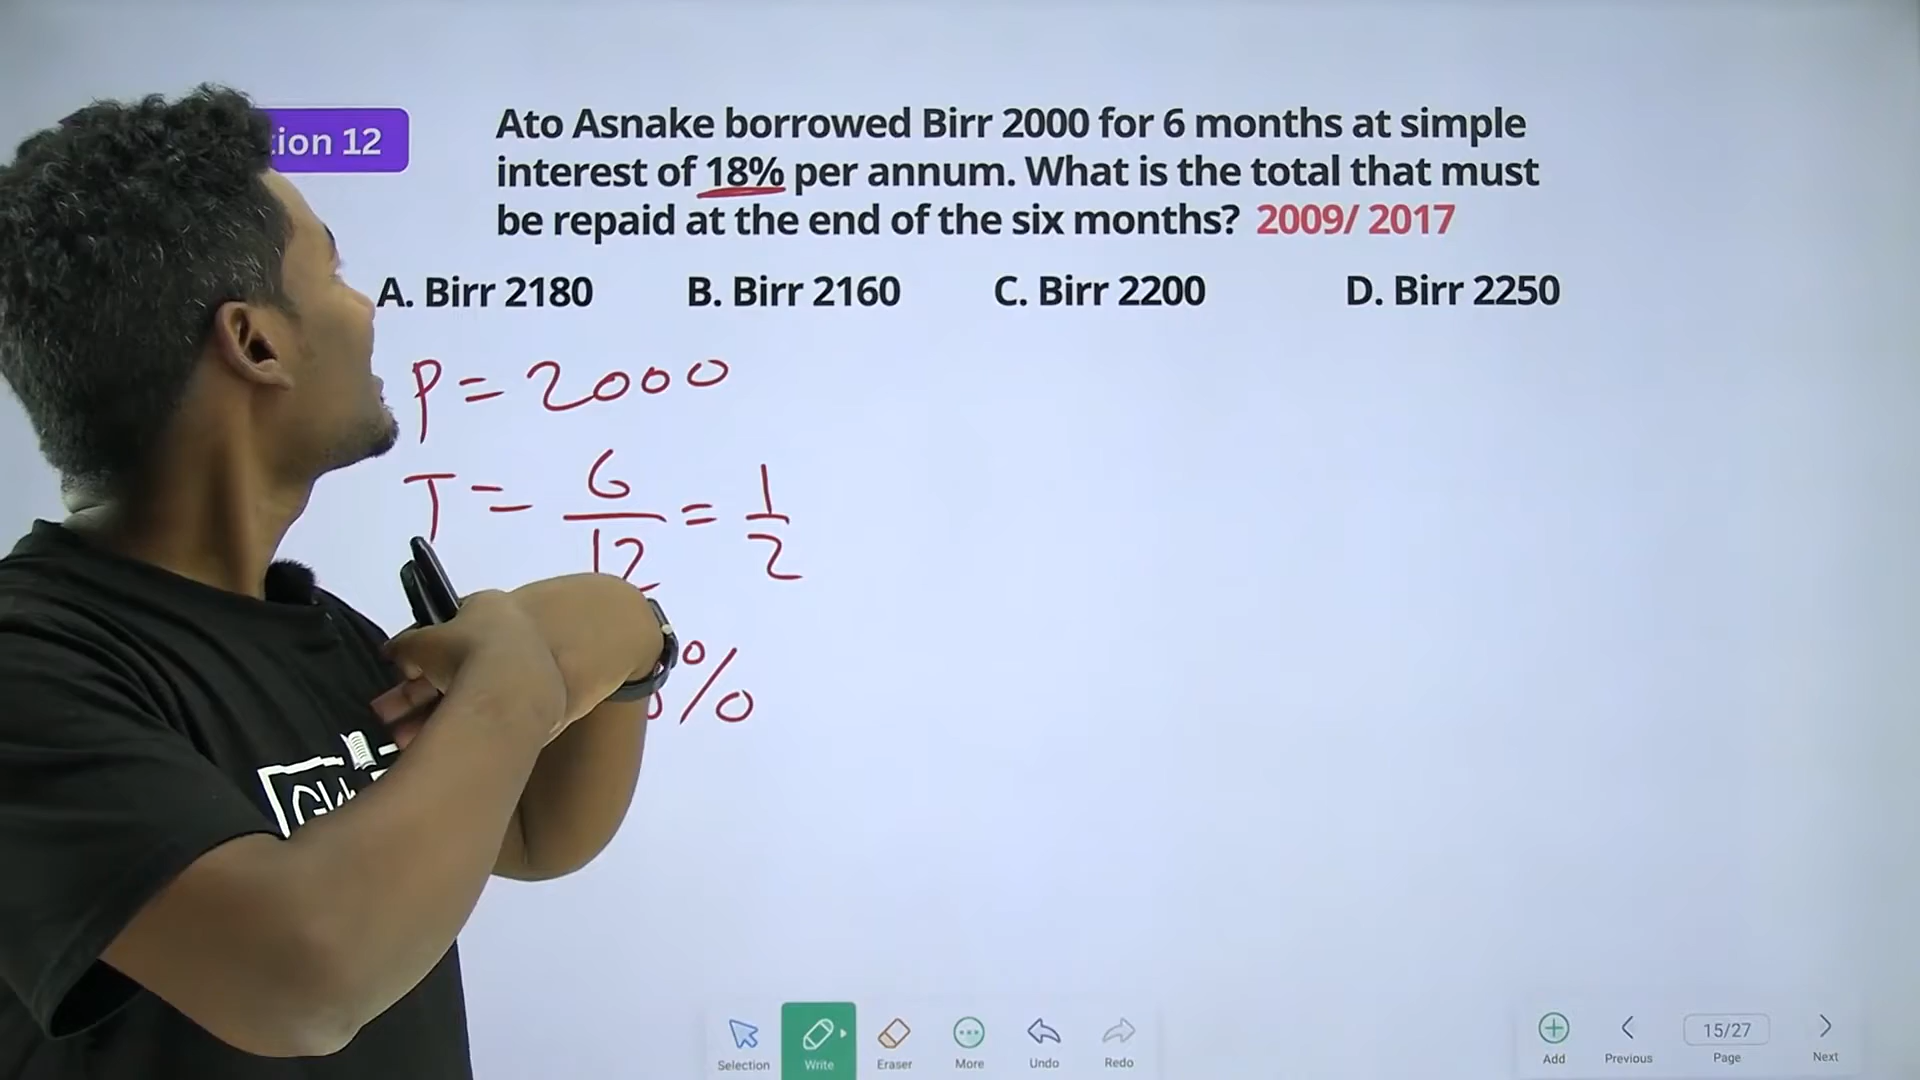 tion 12
Ato Asnake borrowed Birr 2000 for 6 months at simple
interest of 18% per annum. What is the total that must
be repaid at the end of the six months? 2009/ 2017
A. Birr 2180 B. Birr 2160 C. Birr 2200 D. Birr 2250
P = 2000
T = 6/12 = 1/2
%
Selection Write Eraser More Undo Redo
Add Previous 15/27 Page Next